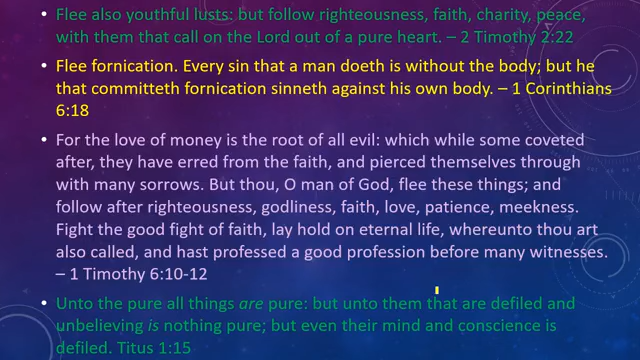 • Flee also youthful lusts: but follow righteousness, faith, charity, peace,
with them that call on the Lord out of a pure heart. – 2 Timothy 2:22
• Flee fornication. Every sin that a man doeth is without the body; but he
that committeth fornication sinneth against his own body. – 1 Corinthians
6:18
• For the love of money is the root of all evil: which while some coveted
after, they have erred from the faith, and pierced themselves through
with many sorrows. But thou, O man of God, flee these things; and
follow after righteousness, godliness, faith, love, patience, meekness.
Fight the good fight of faith, lay hold on eternal life, whereunto thou art
also called, and hast professed a good profession before many witnesses.
– 1 Timothy 6:10-12
• Unto the pure all things are pure: but unto them that are defiled and
unbelieving is nothing pure; but even their mind and conscience is
defiled. Titus 1:15